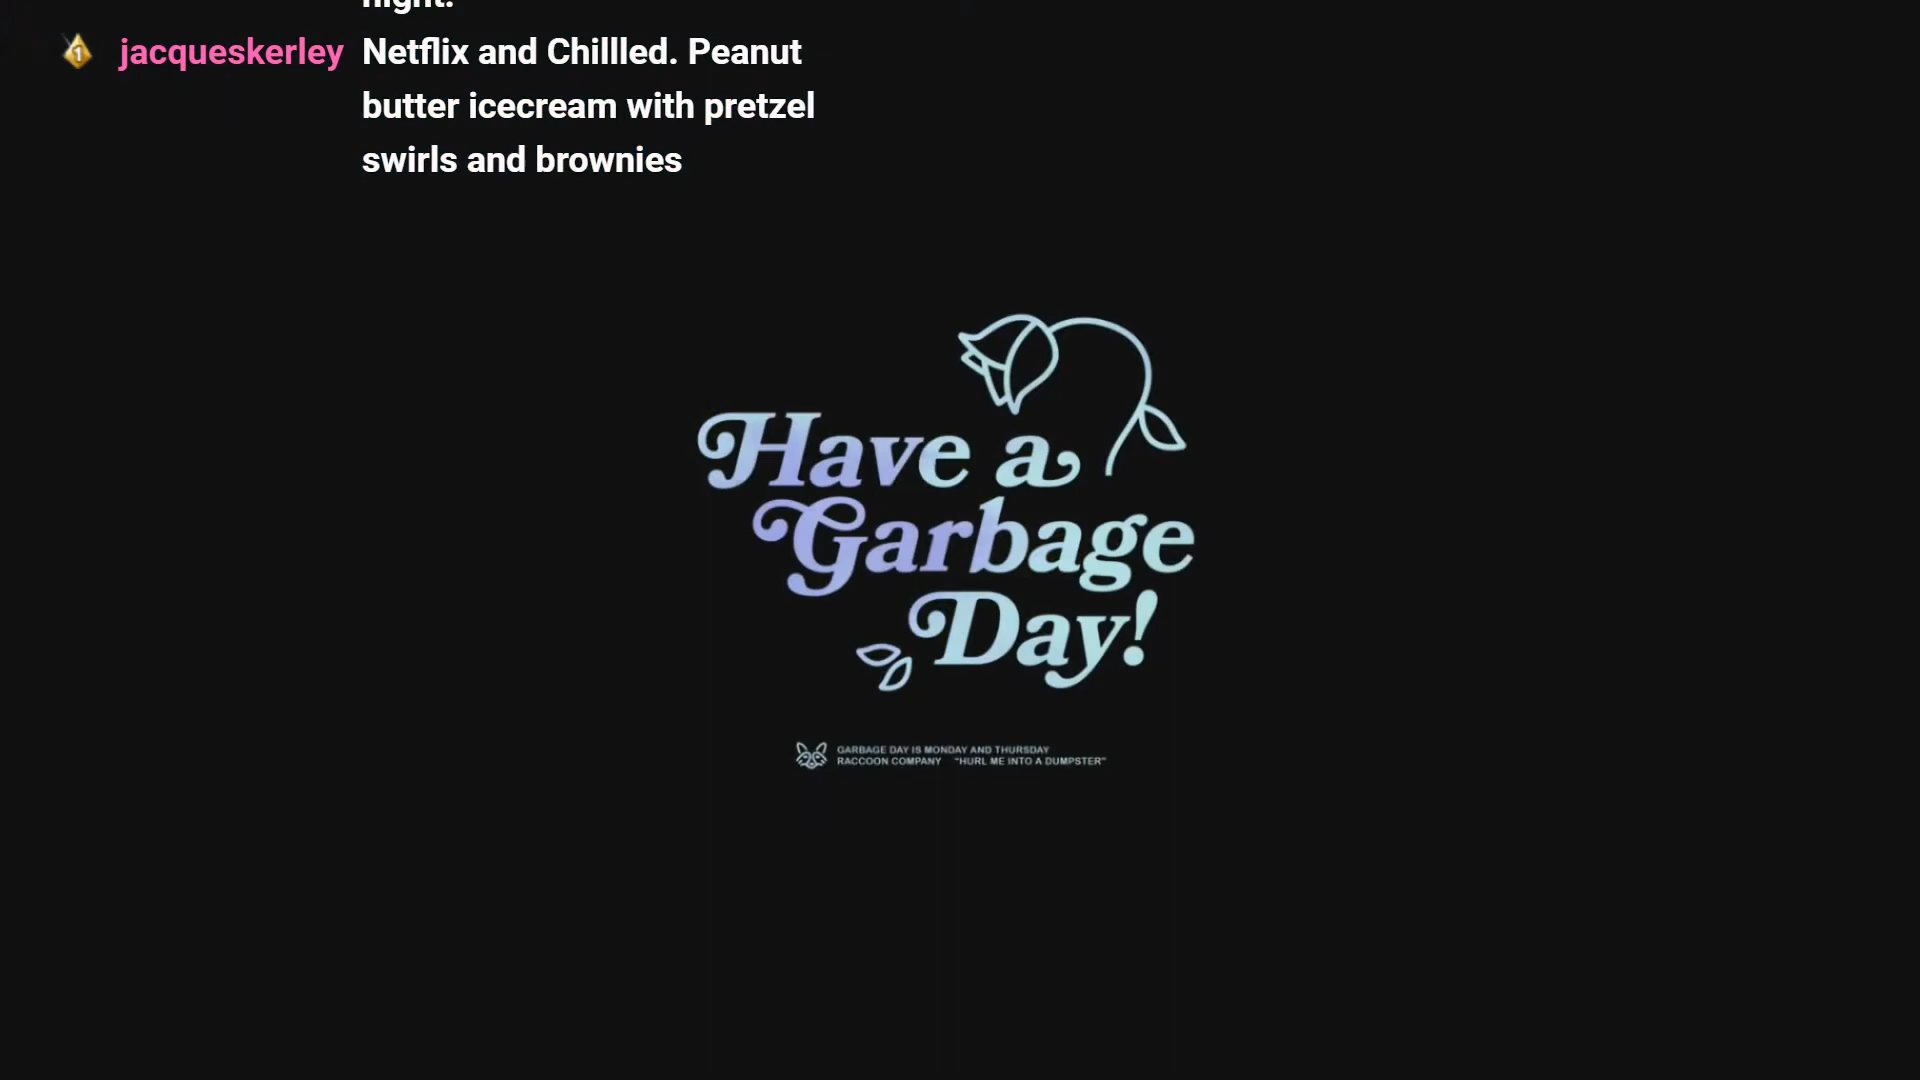 night.
jacqueskerley Netflix and Chillled. Peanut
butter icecream with pretzel
swirls and brownies
Have a
Garbage
Day!
GARBAGE DAY IS MONDAY AND THURSDAY
RACCOON COMPANY "HURL ME INTO A DUMPSTER"